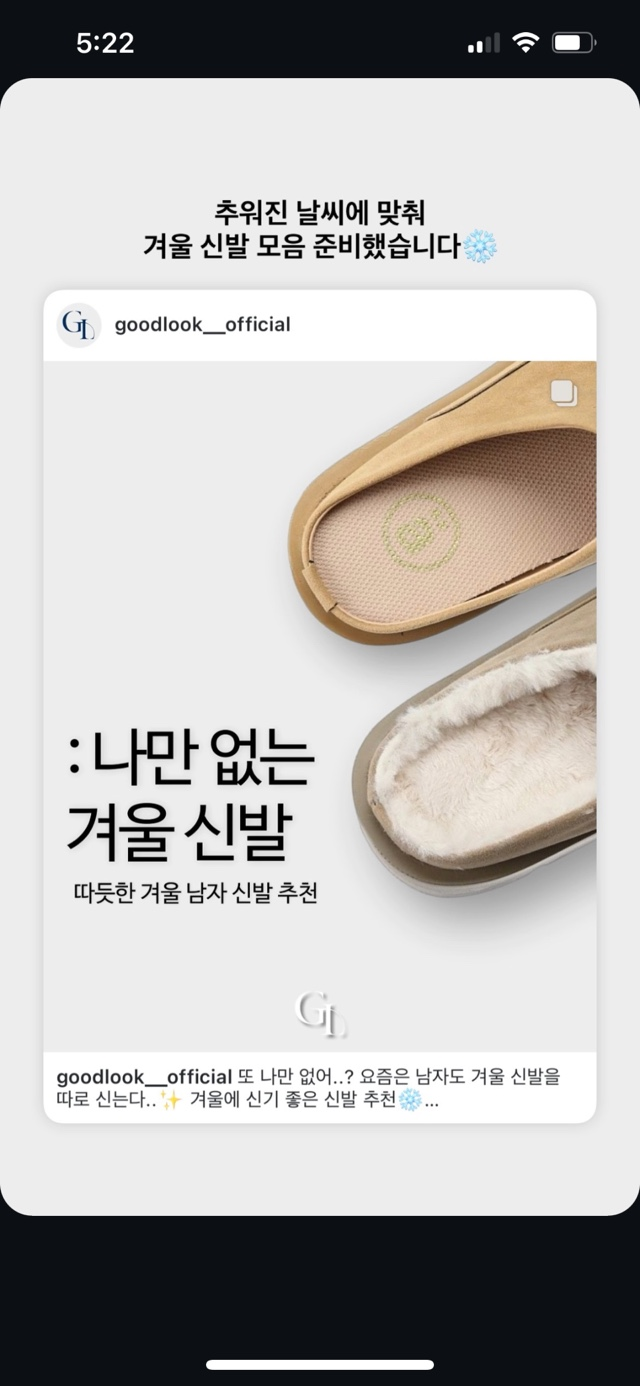 5:22
추워진 날씨에 맞춰
겨울 신발 모음 준비했습니다❄️
GL
goodlook__official
: 나만 없는
겨울 신발
따듯한 겨울 남자 신발 추천
GL
goodlook__official 또 나만 없어..? 요즘은 남자도 겨울 신발을
따로 신는다..✨ 겨울에 신기 좋은 신발 추천❄️...